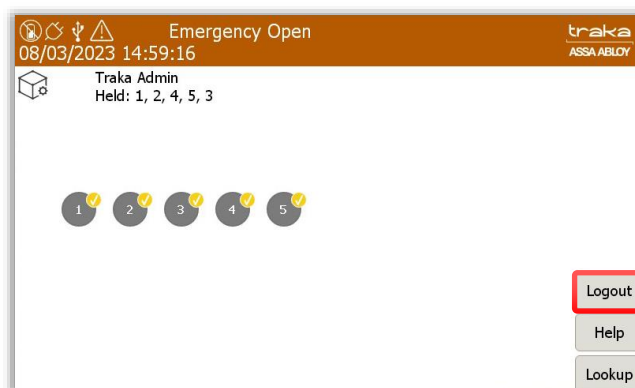 Emergency Open
08/03/2023 14:59:16
traka
ASSA ABLOY
Traka Admin
Held: 1, 2, 4, 5, 3
1 2 3 4 5
Logout
Help
Lookup